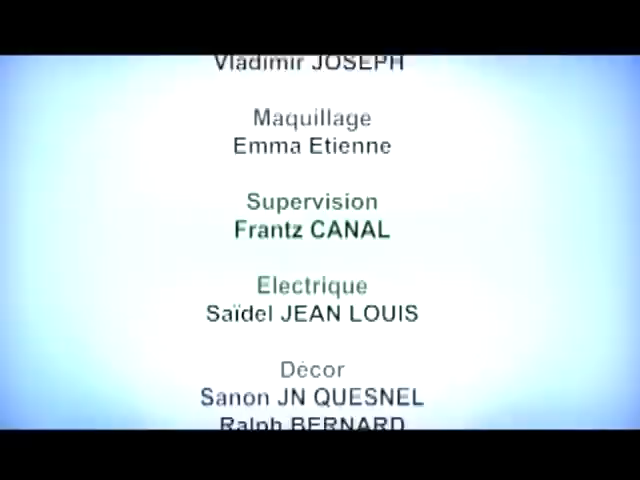 Vladimir JOSEPH
Maquillage
Emma Etienne
Supervision
Frantz CANAL
Electrique
Saïdel JEAN LOUIS
Décor
Sanon JN QUESNEL
Ralph BERNARD